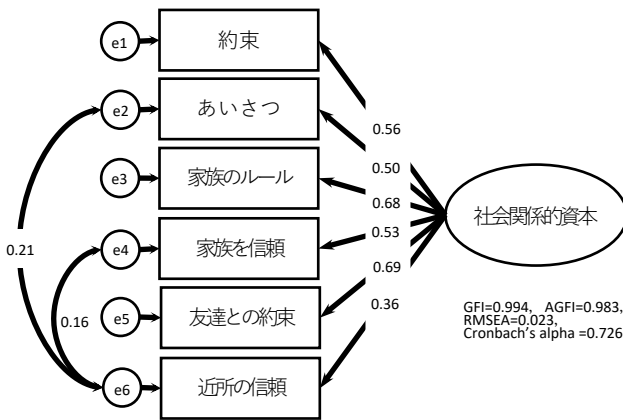 e1
約束
e2
あいさつ
0.56
0.50
e3
家族のルール
0.68
社会関係的資本
0.21
e4
家族を信頼
0.53
0.69
0.16
e5
友達との約束
0.36
GFI=0.994, AGFI=0.983,
RMSEA=0.023,
Cronbach's alpha =0.726
e6
近所の信頼